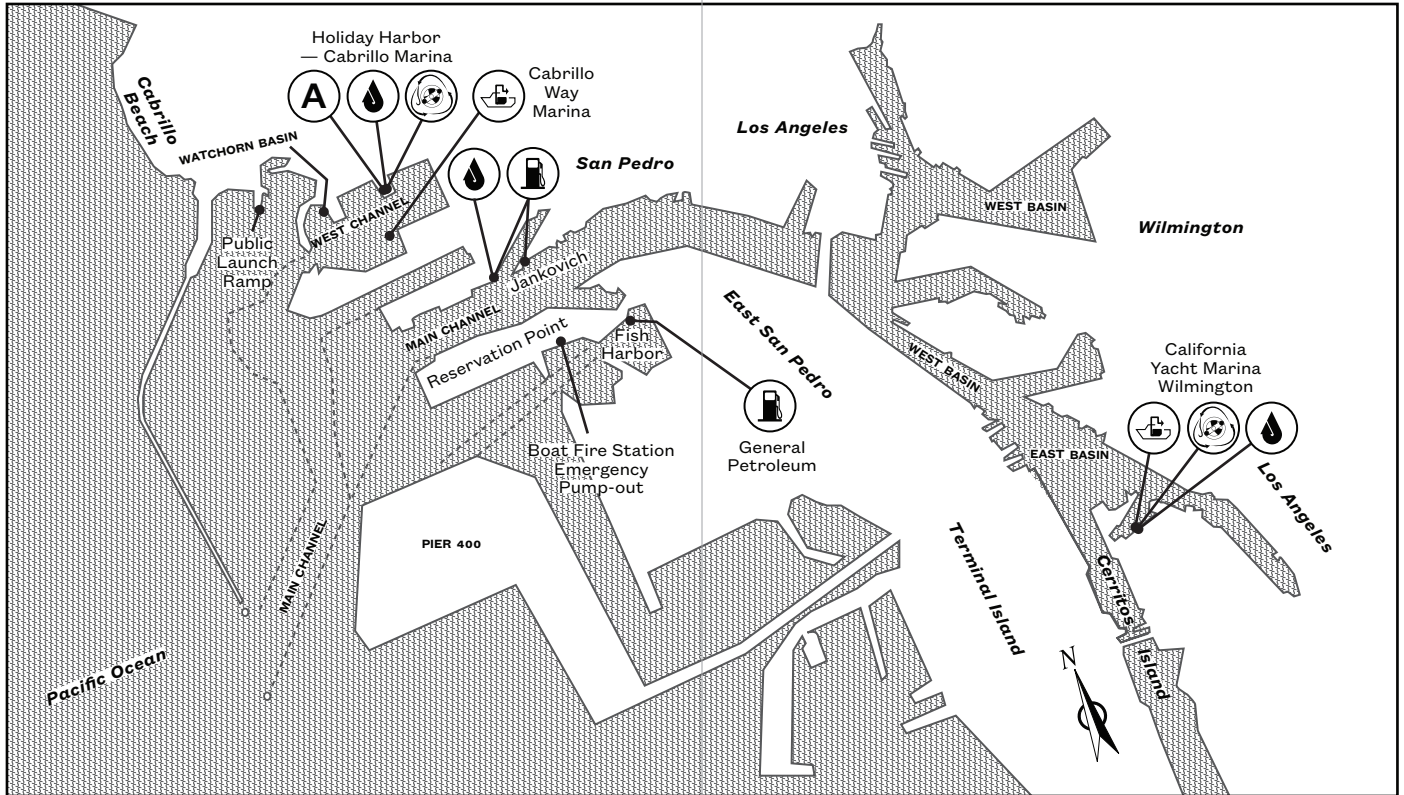 Holiday Harbor
— Cabrillo Marina
A
Cabrillo
Way
Marina
Cabrillo
Beach
WATCHORN BASIN
San Pedro
Los Angeles
WEST BASIN
Wilmington
WEST CHANNEL
Public
Launch
Ramp
Jankovich
MAIN CHANNEL
Reservation Point
Fish
Harbor
East San Pedro
WEST BASIN
California
Yacht Marina
Wilmington
General
Petroleum
Boat Fire Station
Emergency
Pump-out
EAST BASIN
Los Angeles
PIER 400
MAIN CHANNEL
Terminal Island
Cerritos
Island
Pacific Ocean
N